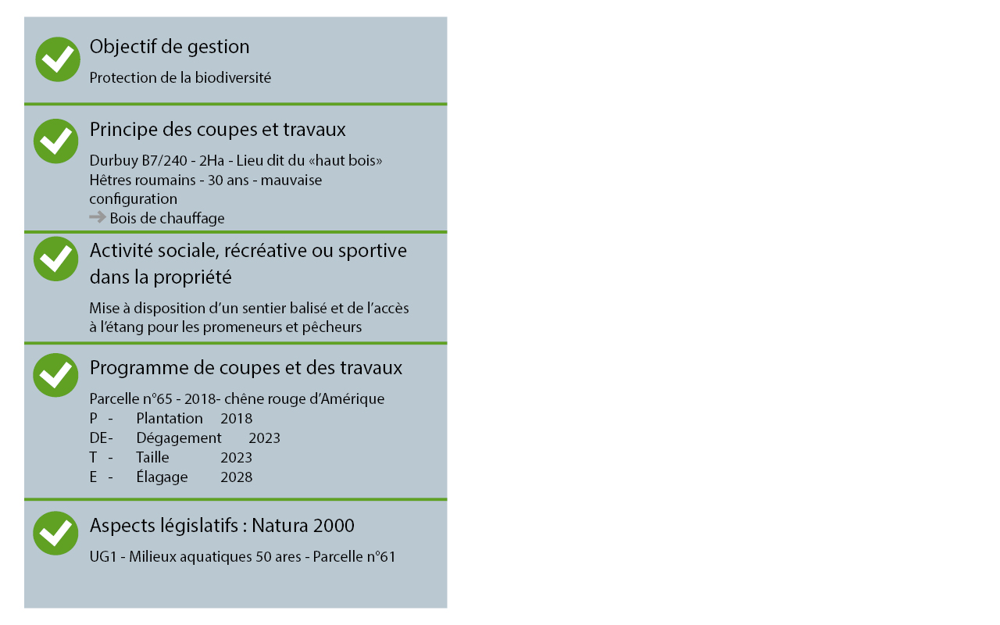 Objectif de gestion
Protection de la biodiversité
Principe des coupes et travaux
Durbuy B7/240 - 2Ha - Lieu dit du «haut bois»
Hêtres roumains - 30 ans - mauvaise
configuration
Bois de chauffage
Activité sociale, récréative ou sportive
dans la propriété
Mise à disposition d’un sentier balisé et de l’accès
à l’étang pour les promeneurs et pêcheurs
Programme de coupes et des travaux
Parcelle n°65 - 2018- chêne rouge d’Amérique
P - Plantation 2018
DE- Dégagement 2023
T - Taille 2023
E - Élagage 2028
Aspects législatifs : Natura 2000
UG1 - Milieux aquatiques 50 ares - Parcelle n°61